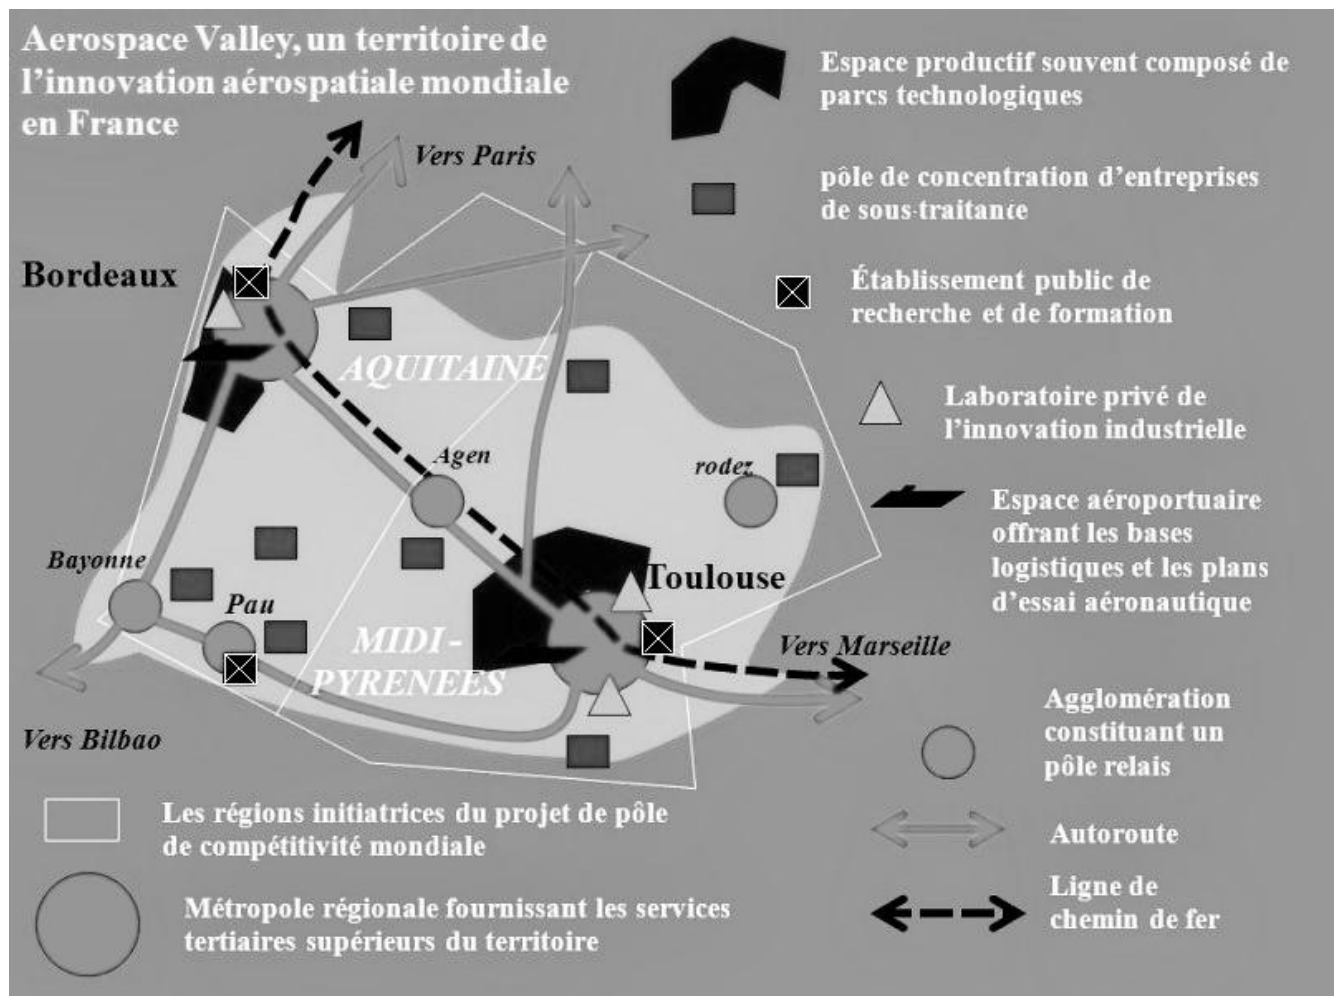 Aerospace Valley, un territoire de
l'innovation aérospatiale mondiale
en France
Espace productif souvent composé de
parcs technologiques
Vers Paris
pôle de concentration d'entreprises
de sous-traitante
Bordeaux
Établissement public de
recherche et de formation
AQUITAINE
Laboratoire privé de
l'innovation industrielle
Agen
rodez
Espace aéroportuaire
offrant les bases
logistiques et les plans
d'essai aéronautique
Bayonne
Toulouse
Pau
MIDI-
PYRENEES
Vers Marseille
Vers Bilbao
Agglomération
constituant un
pôle relais
Les régions initiatrices du projet de pôle
de compétitivité mondiale
Autoroute
Métropole régionale fournissant les services
tertiaires supérieurs du territoire
Ligne de
chemin de fer